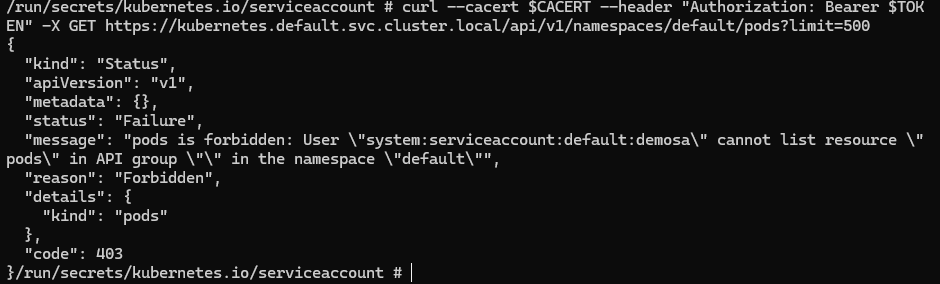 /run/secrets/kubernetes.io/serviceaccount # curl --cacert $CACERT --header "Authorization: Bearer $TOK
EN" -X GET https://kubernetes.default.svc.cluster.local/api/v1/namespaces/default/pods?limit=500
{
  "kind": "Status",
  "apiVersion": "v1",
  "metadata": {},
  "status": "Failure",
  "message": "pods is forbidden: User \"system:serviceaccount:default:demosa\" cannot list resource \"
pods\" in API group \"\" in the namespace \"default\"",
  "reason": "Forbidden",
  "details": {
    "kind": "pods"
  },
  "code": 403
}/run/secrets/kubernetes.io/serviceaccount #